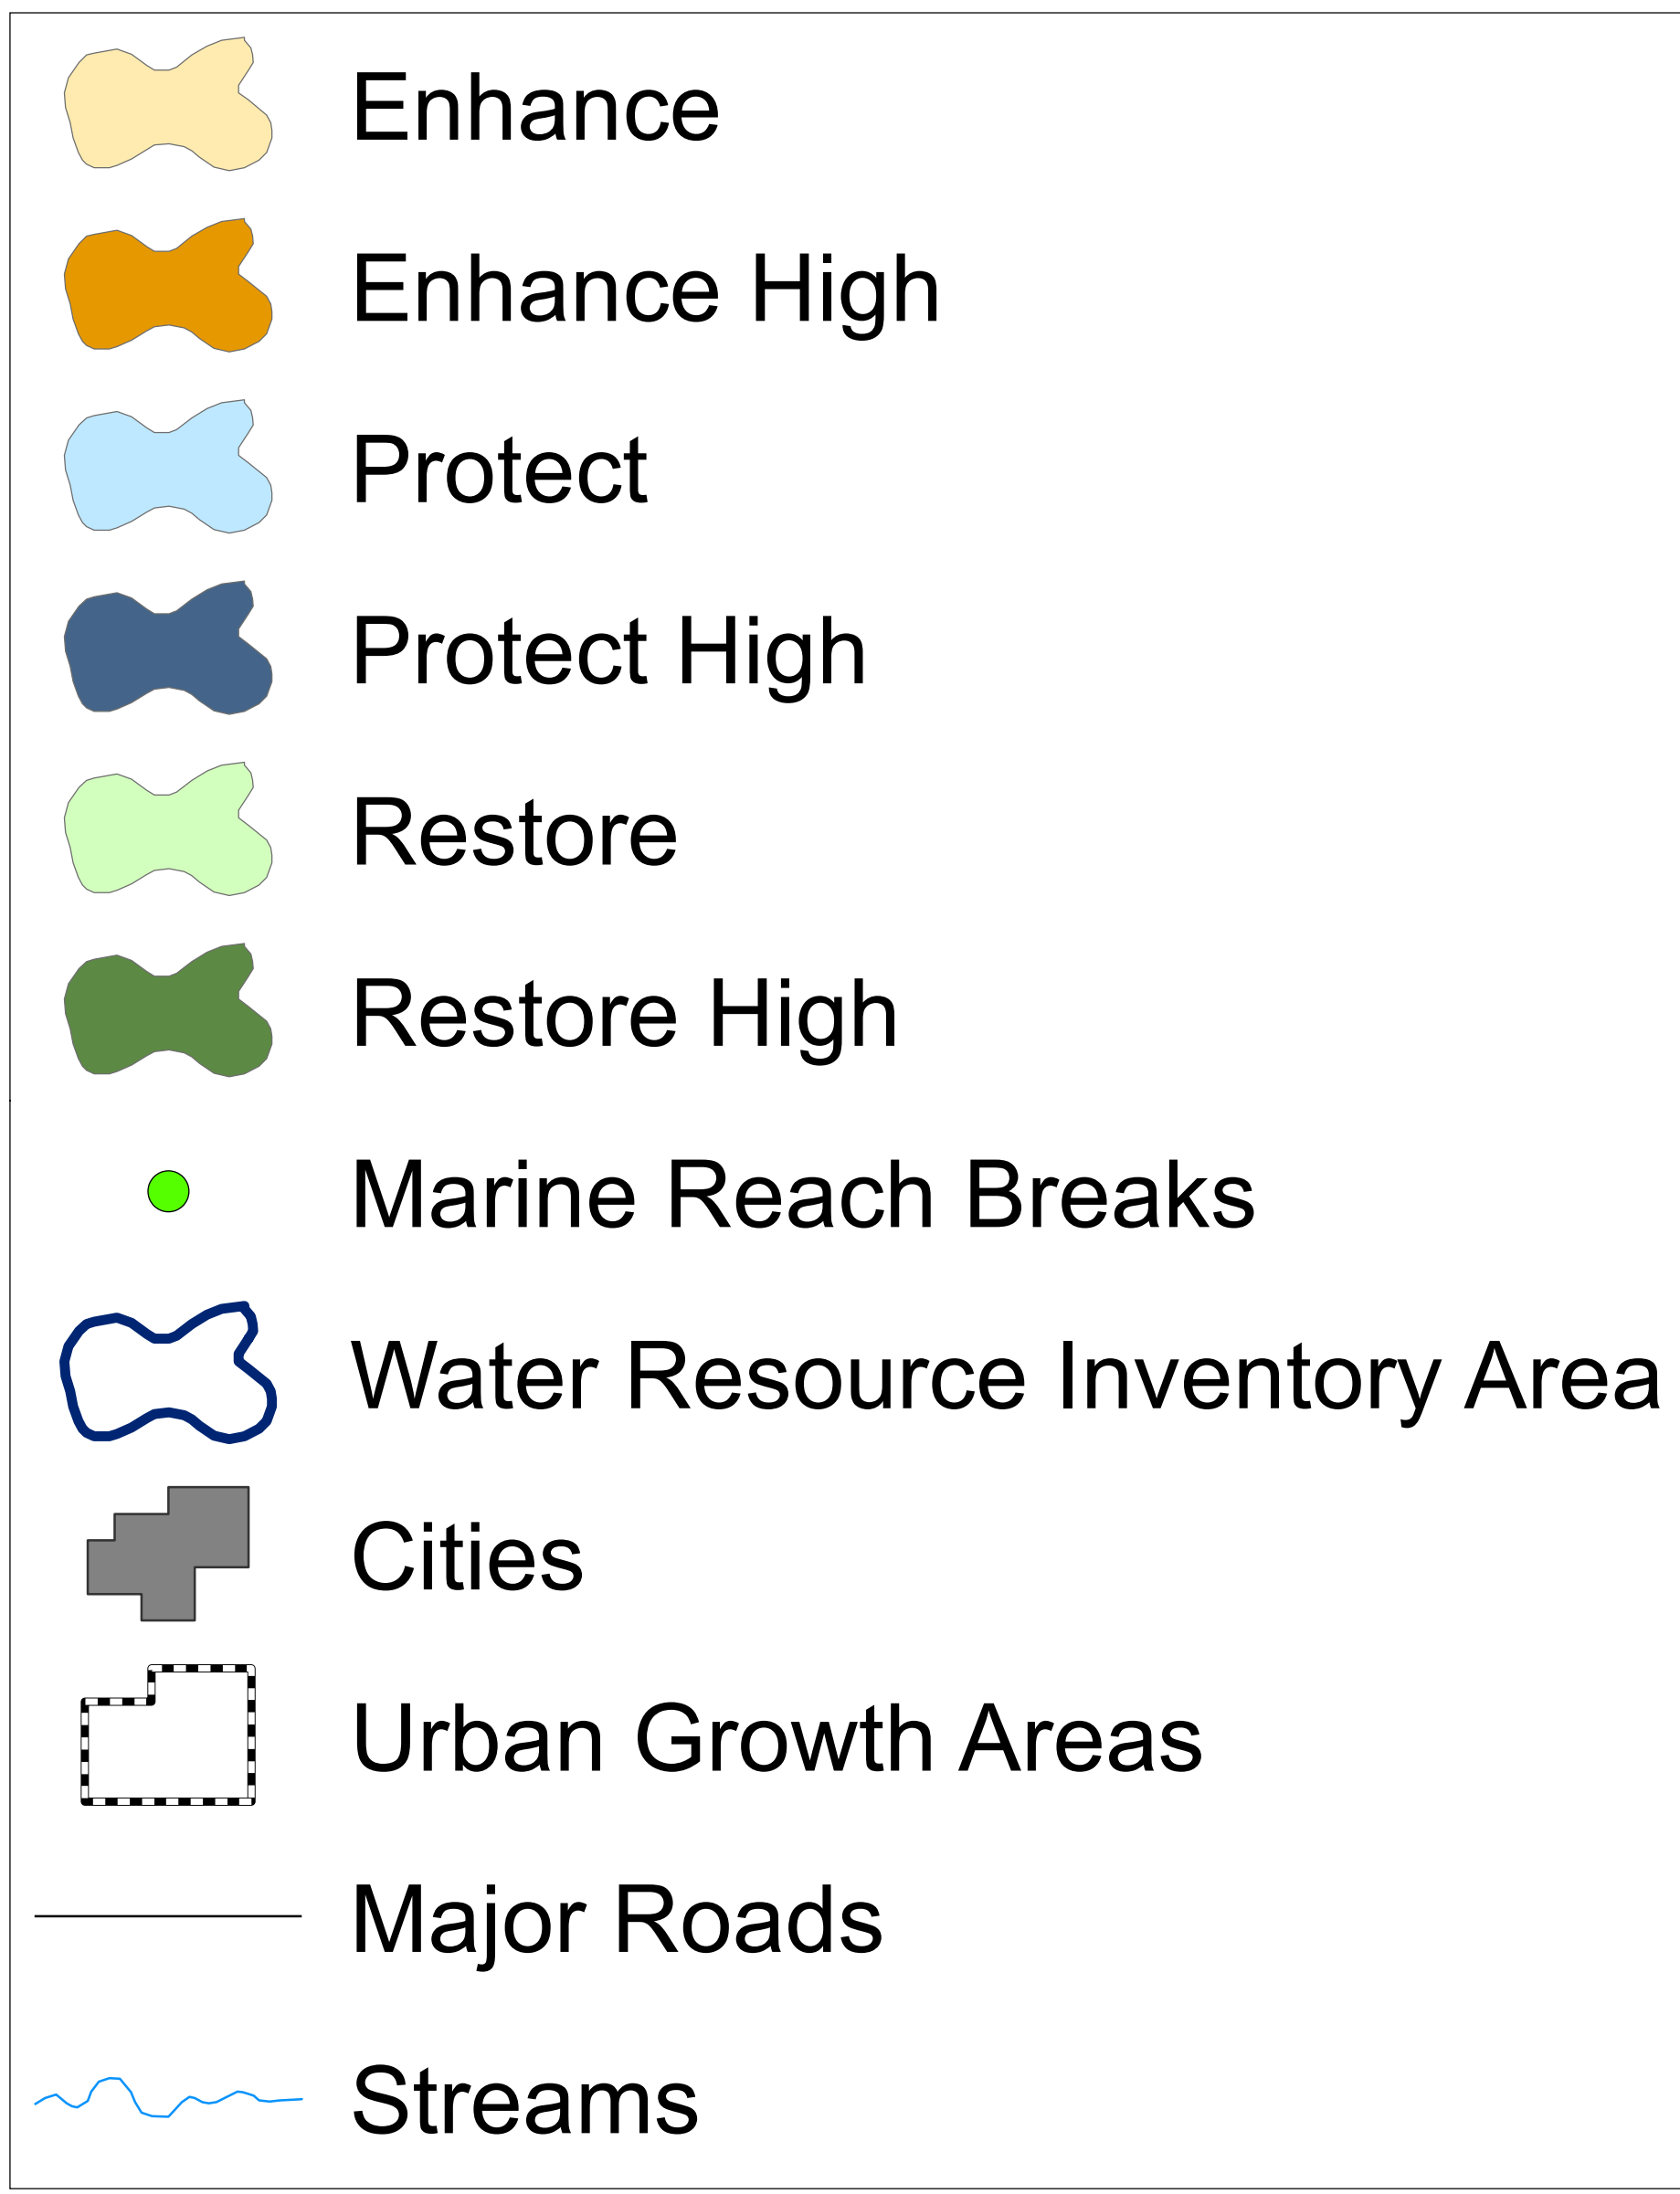 Enhance
Enhance High
Protect
Protect High
Restore
Restore High
Marine Reach Breaks
Water Resource Inventory Area
Cities
Urban Growth Areas
Major Roads
Streams